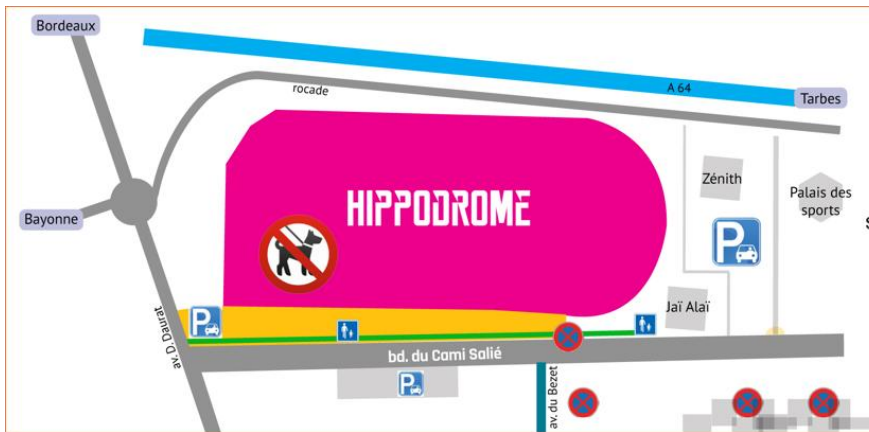 Bordeaux
rocade
A 64
Tarbes
HIPPODROME
Zénith
Palais des
sports
Bayonne
P
P
av. D. Daurat
Jaï Alaï
bd. du Cami Salié
P
av. du Bezet